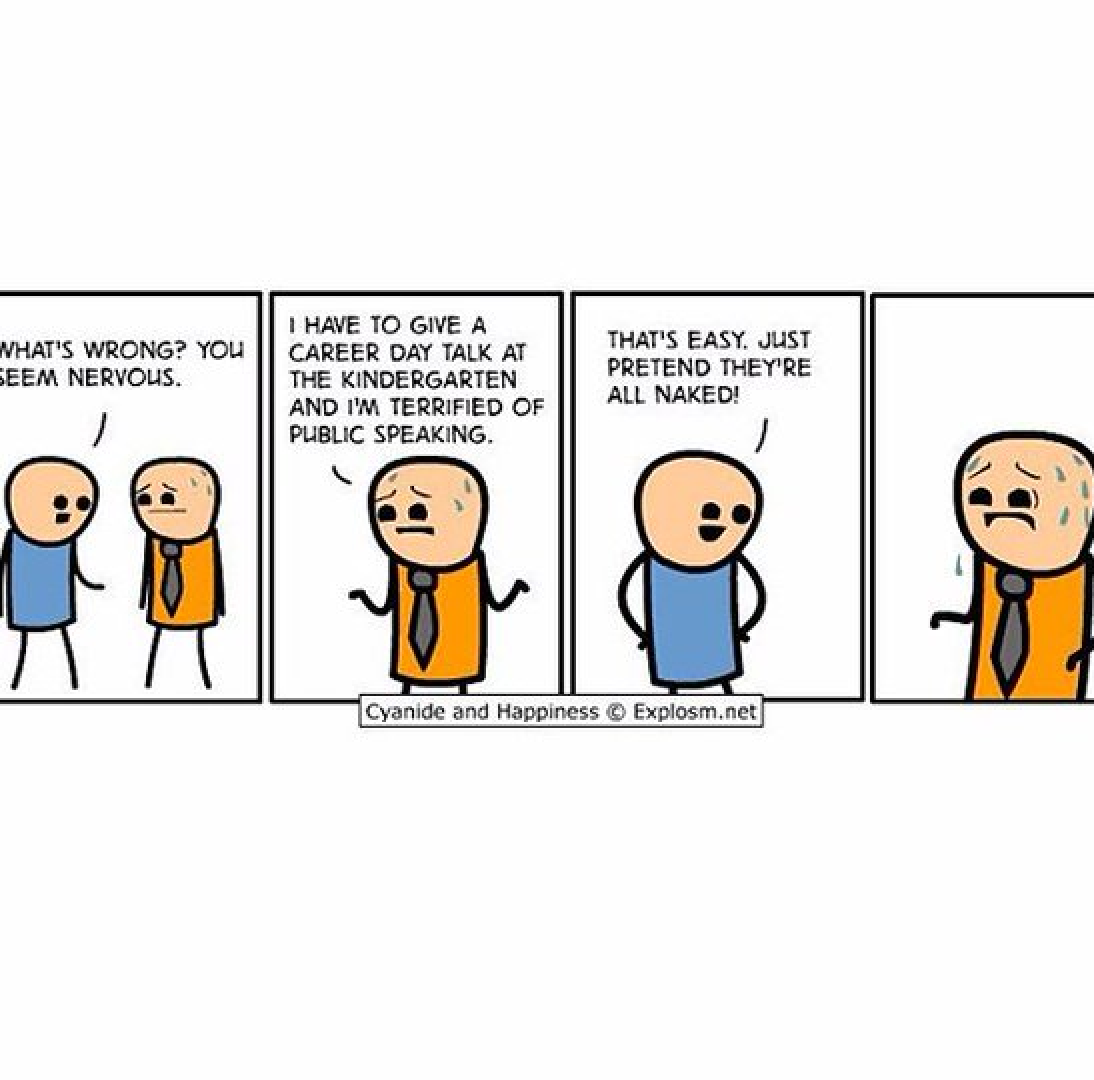 WHAT'S WRONG? YOU
SEEM NERVOUS.
I HAVE TO GIVE A
CAREER DAY TALK AT
THE KINDERGARTEN
AND I'M TERRIFIED OF
PUBLIC SPEAKING.
THAT'S EASY. JUST
PRETEND THEY'RE
ALL NAKED!
Cyanide and Happiness © Explosm.net